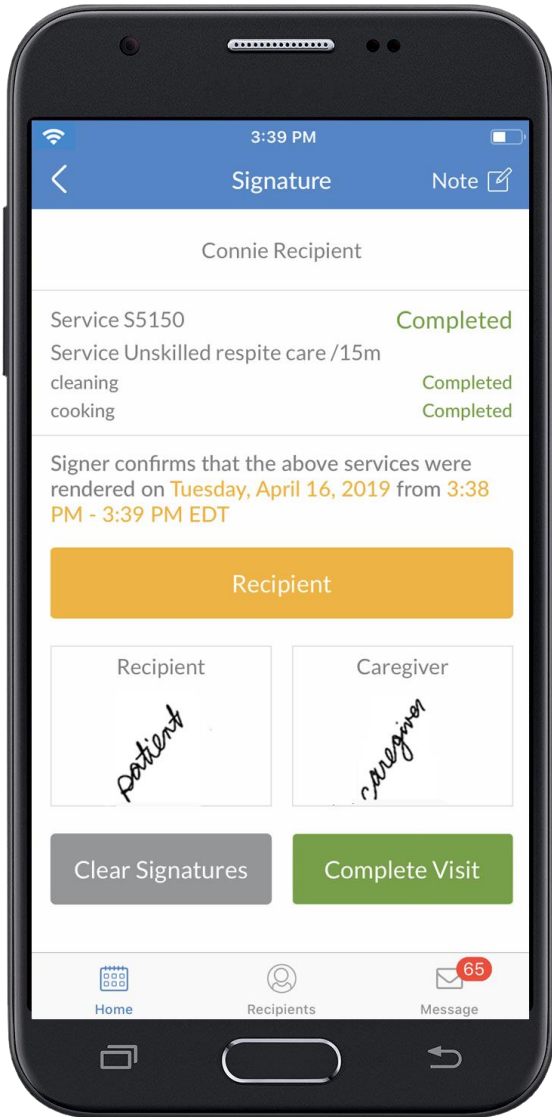 3:39 PM
Signature
Note
Connie Recipient
Service S5150 Completed
Service Unskilled respite care /15m
cleaning Completed
cooking Completed
Signer confirms that the above services were
rendered on Tuesday, April 16, 2019 from 3:38
PM - 3:39 PM EDT
Recipient
Recipient
Caregiver
patient
caregiver
Clear Signatures
Complete Visit
65
Home
Recipients
Message